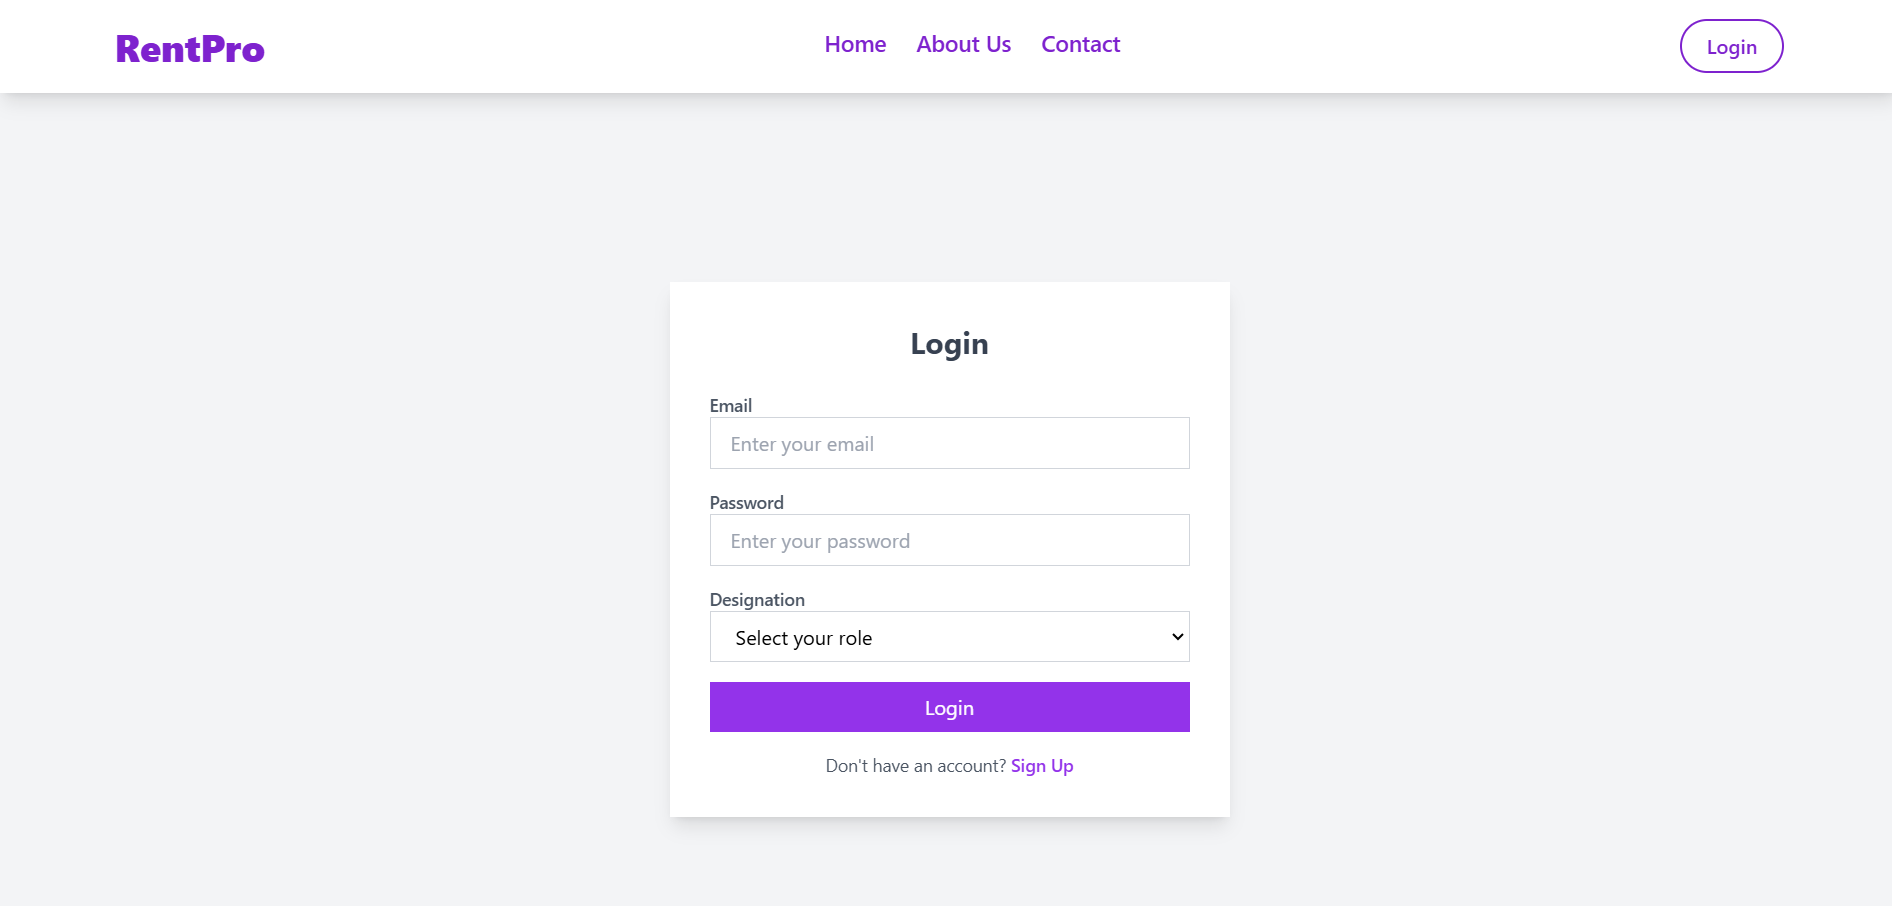 RentPro
Home About Us Contact
Login
Login
Email
Enter your email
Password
Enter your password
Designation
Select your role
Login
Don't have an account? Sign Up